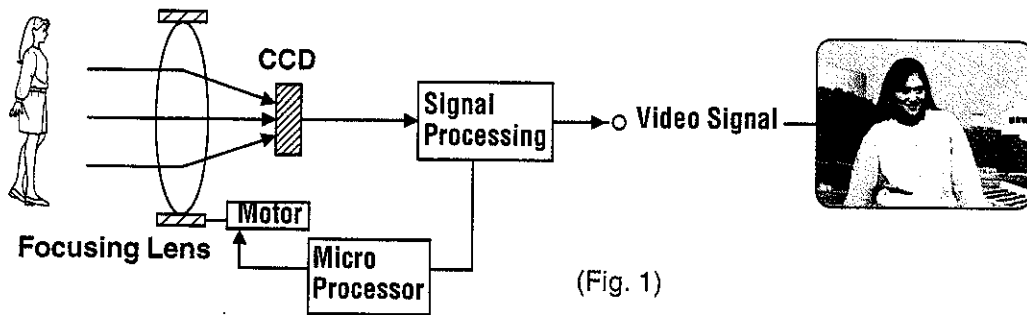 CCD
Signal
Processing
Video Signal
Motor
Focusing Lens
Micro
Processor
(Fig. 1)